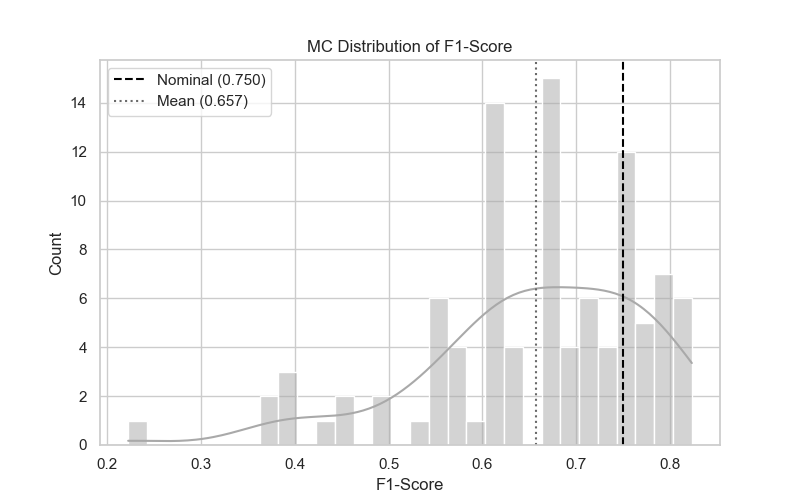 MC Distribution of F1-Score
Nominal (0.750)
Mean (0.657)
14
12
10
8
6
4
2
0
Count
0.2 0.3 0.4 0.5 0.6 0.7 0.8
F1-Score